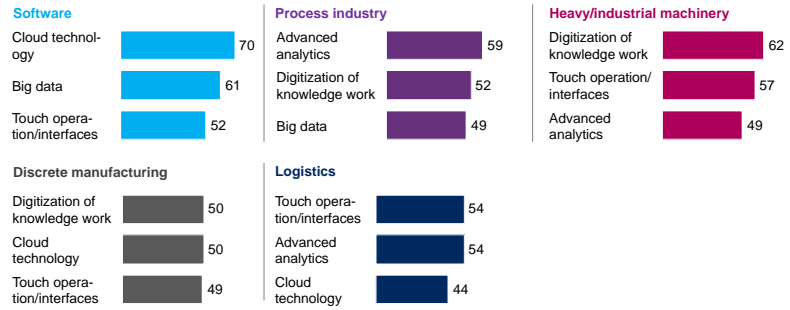 Software
Cloud technol-
ogy
70
Big data
61
Touch opera-
tion/interfaces
52
Process industry
Advanced
analytics
59
Digitization of
knowledge work
52
Big data
49
Heavy/industrial machinery
Digitization of
knowledge work
62
Touch operation/
interfaces
57
Advanced
analytics
49
Discrete manufacturing
Digitization of
knowledge work
50
Cloud
technology
50
Touch opera-
tion/interfaces
49
Logistics
Touch opera-
tion/interfaces
54
Advanced
analytics
54
Cloud
technology
44